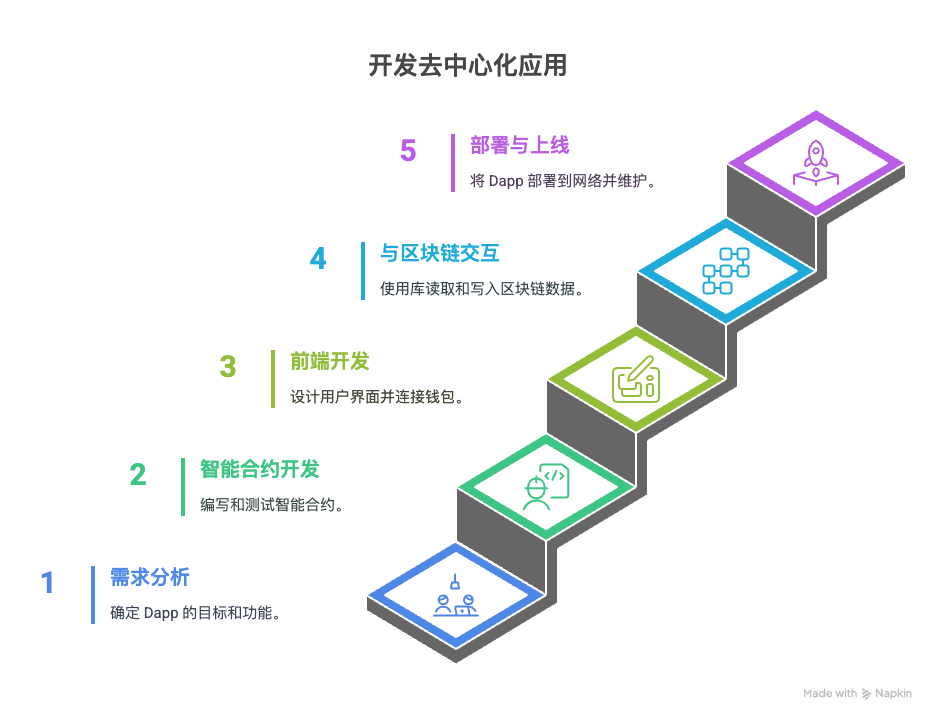 开发去中心化应用
5
部署与上线
将 Dapp 部署到网络并维护。
4
与区块链交互
使用库读取和写入区块链数据。
3
前端开发
设计用户界面并连接钱包。
2
智能合约开发
编写和测试智能合约。
1
需求分析
确定 Dapp 的目标和功能。
Made with Napkin